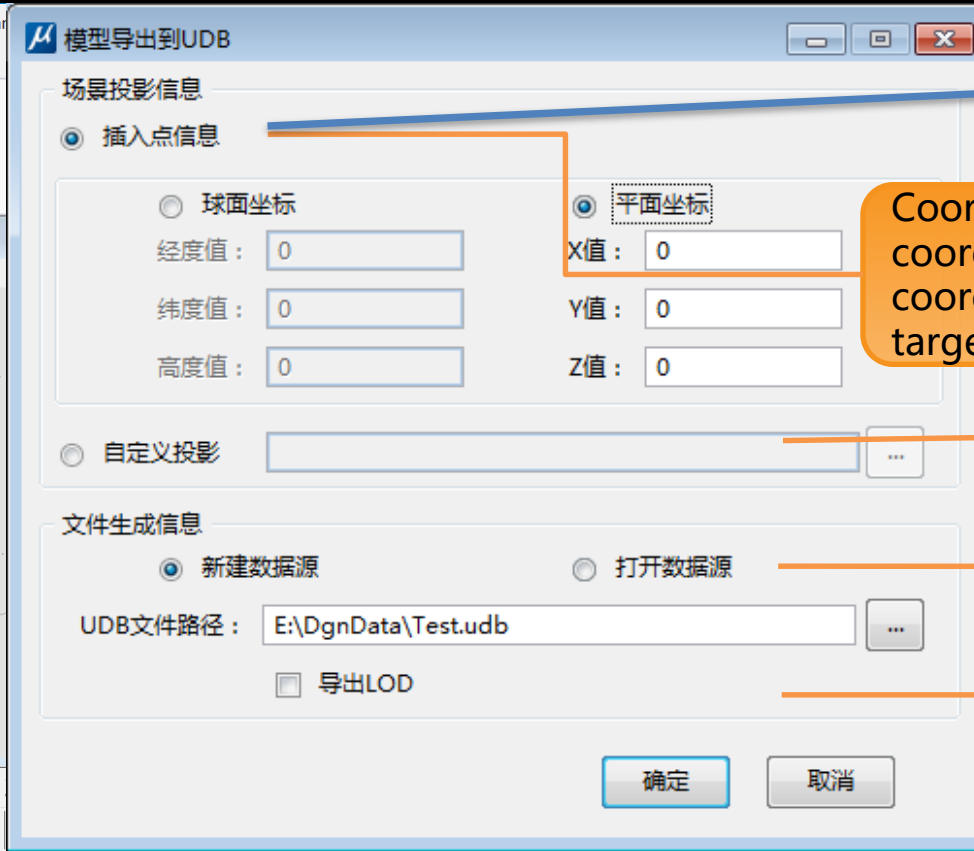 模型导出到UDB
场景投影信息
插入点信息
球面坐标
平面坐标
经度值： 0
X值： 0
纬度值： 0
Y值： 0
高度值： 0
Z值： 0
自定义投影 ...
文件生成信息
新建数据源
打开数据源
UDB文件路径： E:\DgnData\Test.udb ...
导出LOD
确定
取消